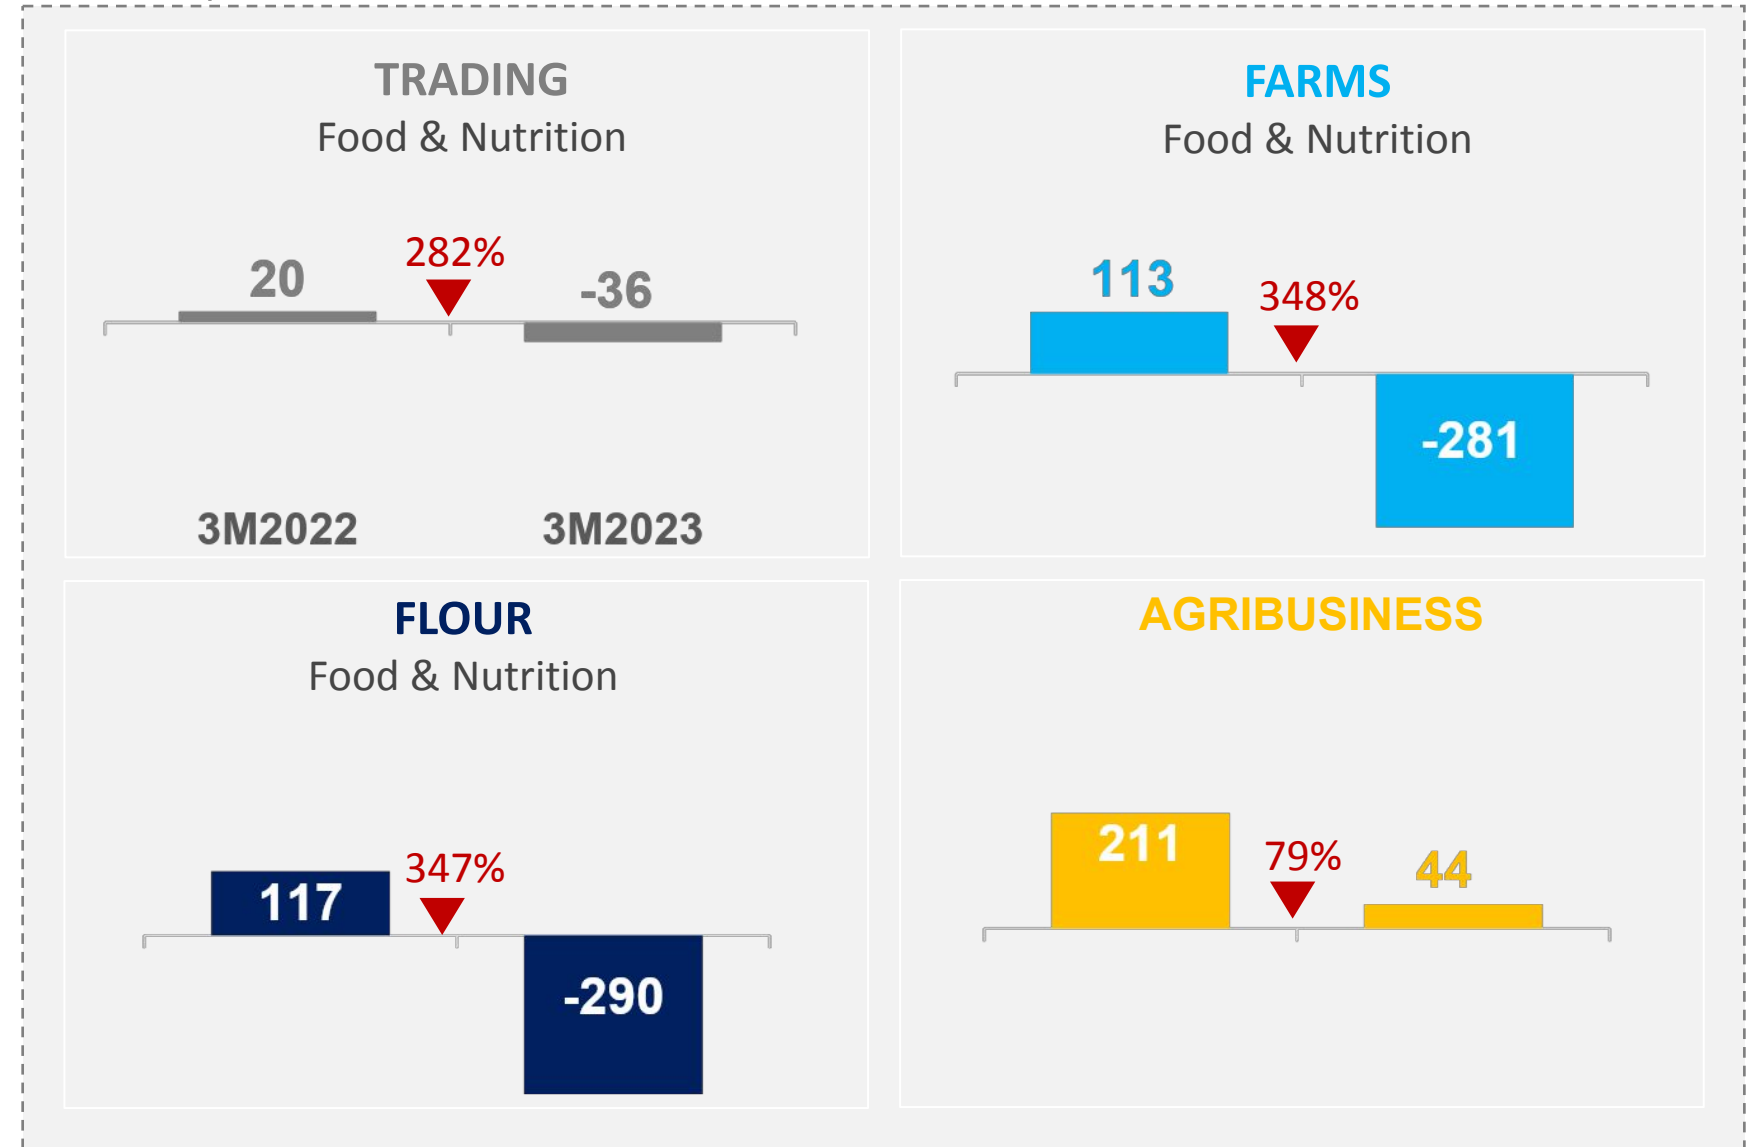 TRADING
Food & Nutrition
282%
20
-36
3M2022
3M2023
FARMS
Food & Nutrition
113
348%
-281
FLOUR
Food & Nutrition
347%
117
-290
AGRIBUSINESS
211
79%
44